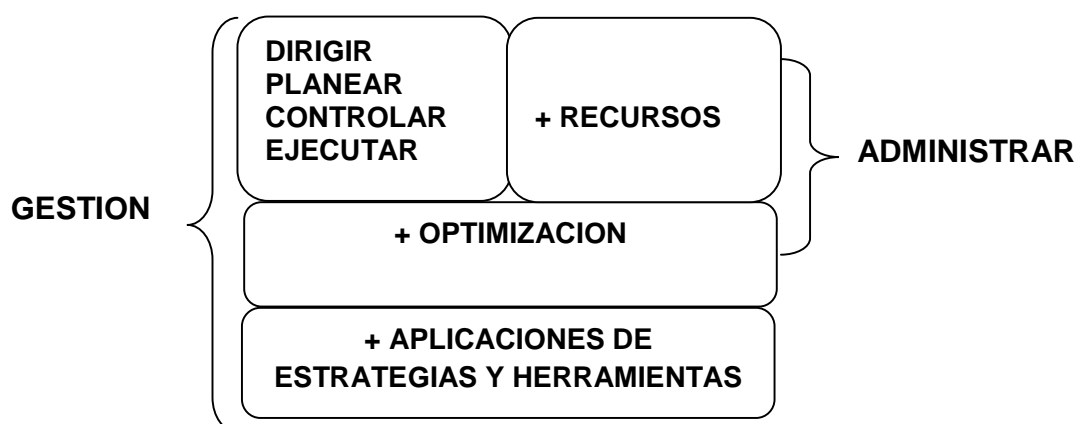 DIRIGIR
PLANEAR
CONTROLAR
EJECUTAR
+ RECURSOS
ADMINISTRAR
GESTION
+ OPTIMIZACION
+ APLICACIONES DE
ESTRATEGIAS Y HERRAMIENTAS